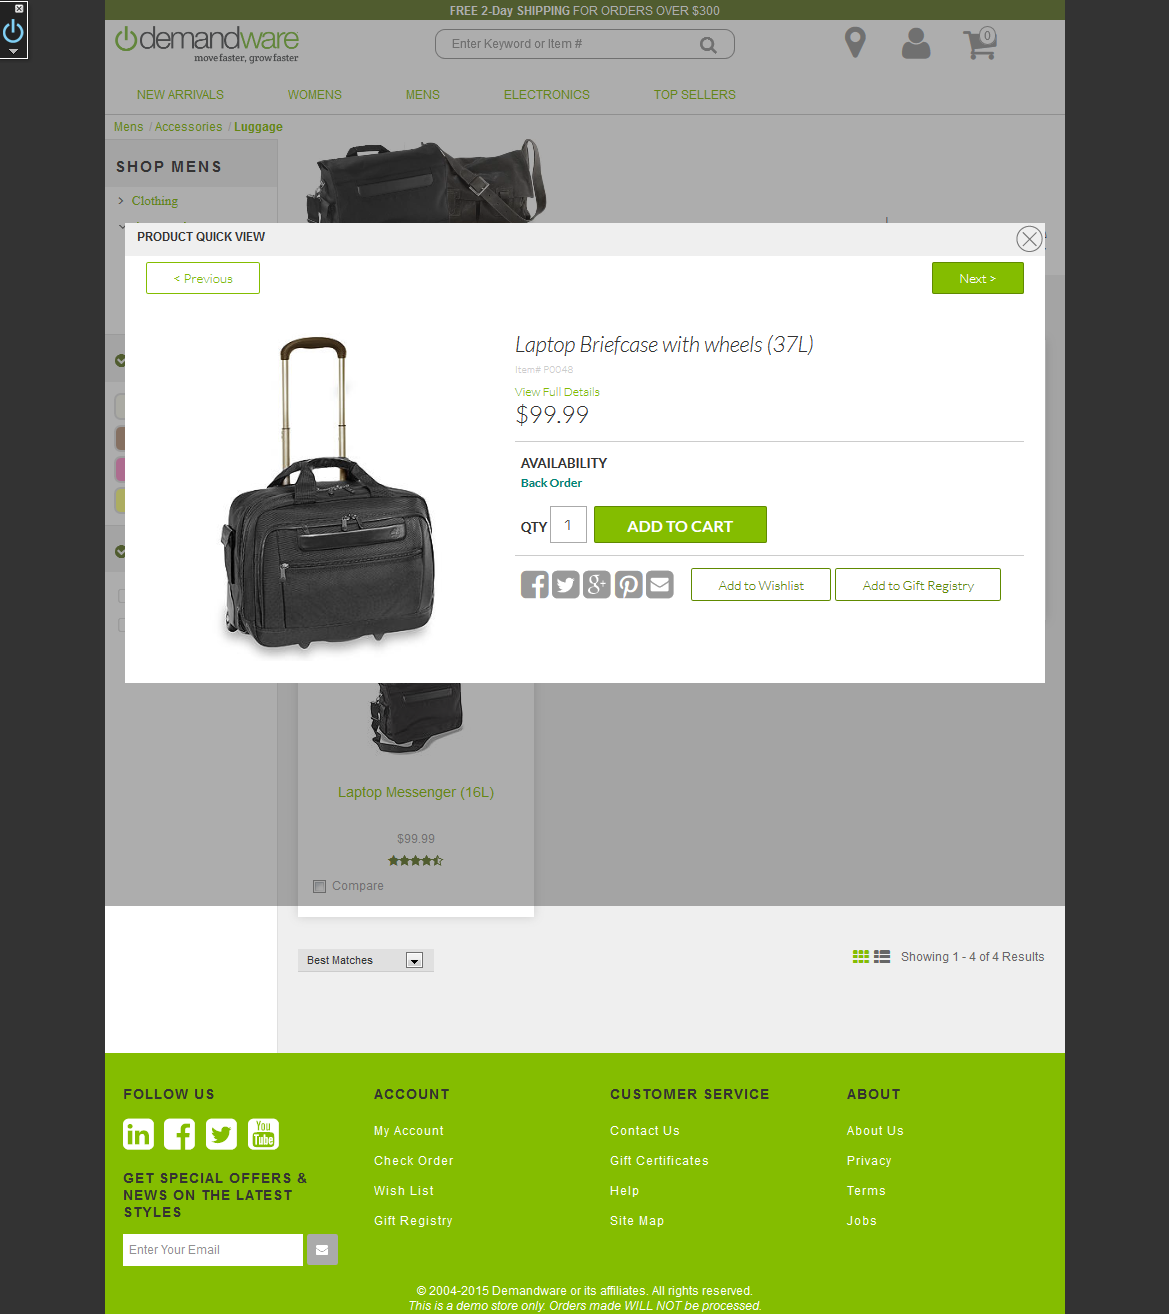 FREE 2-Day SHIPPING FOR ORDERS OVER $300
demandware
move faster, grow faster
Enter Keyword or Item #
0
NEW ARRIVALS WOMENS MENS ELECTRONICS TOP SELLERS
Mens / Accessories / Luggage
SHOP MENS
> Clothing
PRODUCT QUICK VIEW
< Previous
Next >
Laptop Briefcase with wheels (37L)
Item# P0048
View Full Details
$99.99
AVAILABILITY
Back Order
QTY 1 ADD TO CART
Add to Wishlist Add to Gift Registry
Laptop Messenger (16L)
$99.99
Compare
Best Matches
Showing 1 - 4 of 4 Results
FOLLOW US
You Tube
GET SPECIAL OFFERS &
NEWS ON THE LATEST
STYLES
Enter Your Email
ACCOUNT
My Account
Check Order
Wish List
Gift Registry
CUSTOMER SERVICE
Contact Us
Gift Certificates
Help
Site Map
ABOUT
About Us
Privacy
Terms
Jobs
© 2004-2015 Demandware or its affiliates. All rights reserved.
This is a demo store only. Orders made WILL NOT be processed.